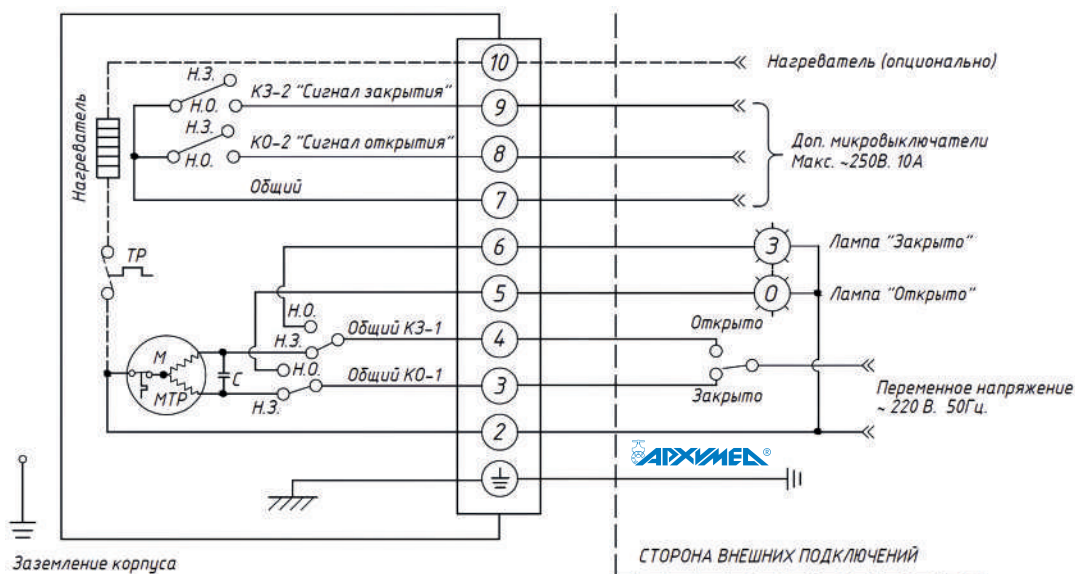 10
Нагреватель (опционально)
Н.З.
КЗ-2 "Сигнал закрытия"
9
Н.О.
Н.З.
КО-2 "Сигнал открытия"
8
Н.О.
Доп. микровыключатели
Макс. ~250В. 10А
Нагреватель
Общий
7
6
З
Лампа "Закрыто"
ТР
5
О
Лампа "Открыто"
Н.О.
Общий КЗ-1
4
Открыто
Н.З.
М
МТР
С
Н.О.
Общий КО-1
3
Закрыто
Н.З.
Переменное напряжение
~ 220 В. 50Гц.
2
АРХИМЕД®
Заземление корпуса
СТОРОНА ВНЕШНИХ ПОДКЛЮЧЕНИЙ